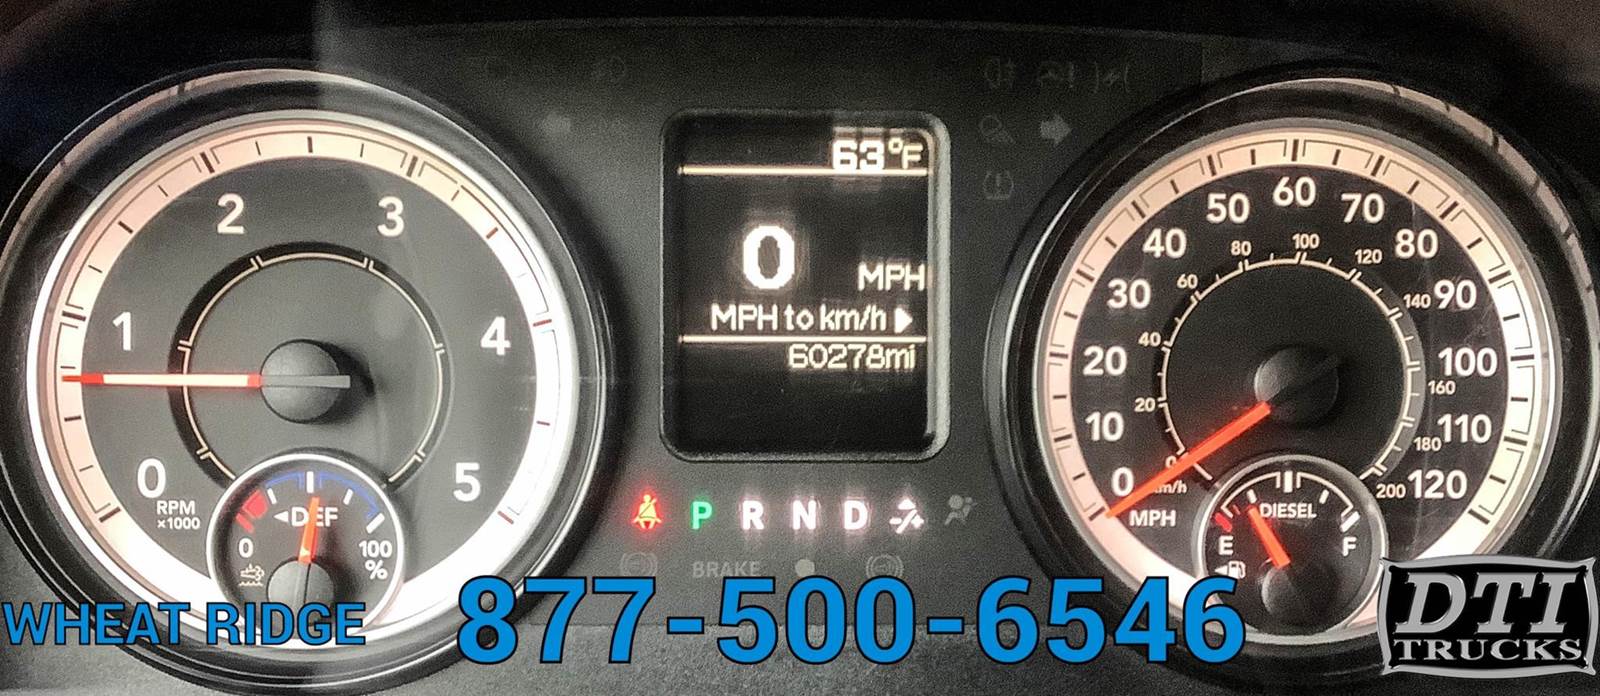 63°F
0
MPH
MPH to km/h
60278mi
0 1 2 3 4 5
RPM
x1000
DEF
0 100
%
P R N D
BRAKE
0 10 20 30 40 50 60 70 80 90 100 110 120
MPH
0 20 40 60 80 100 120 140 160 180 200
km/h
DIESEL
E F
WHEAT RIDGE
877-500-6546
DTI
TRUCKS